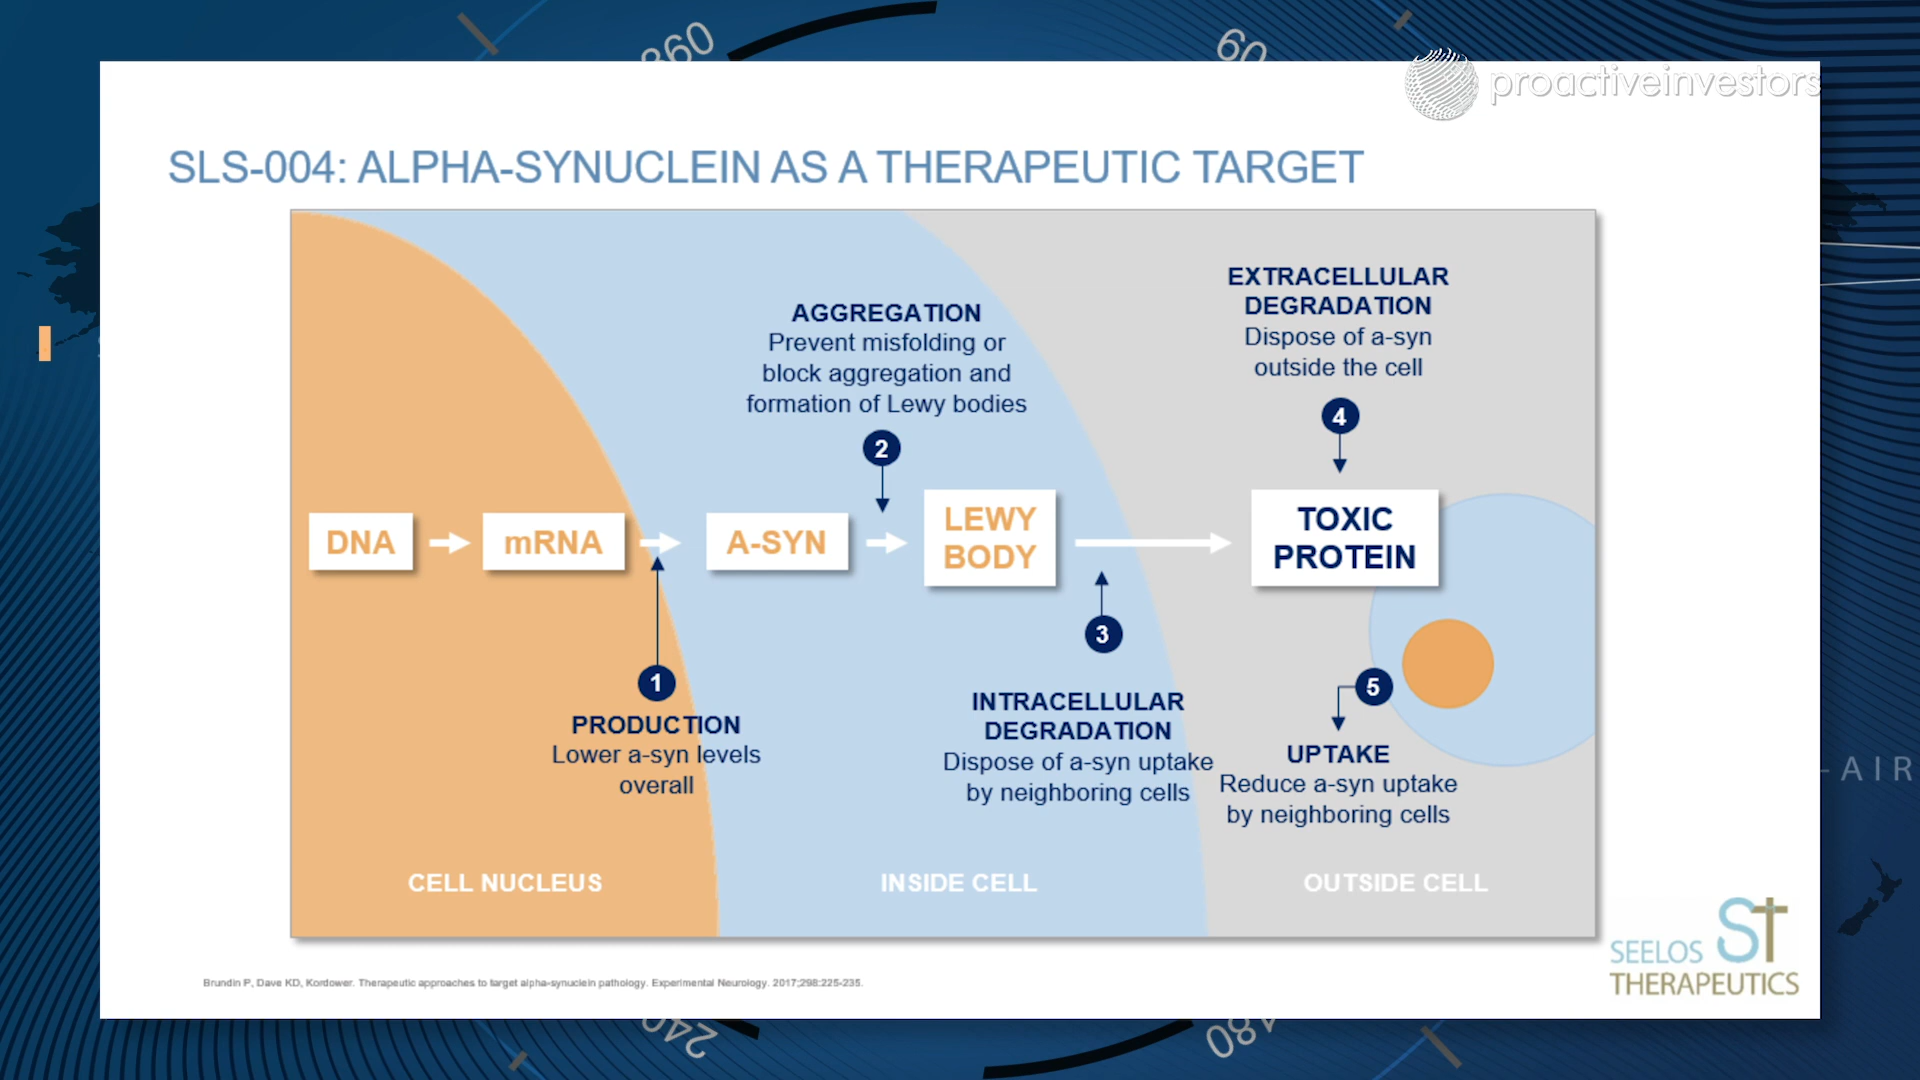 360
60
proactiveinvestors
SLS-004: ALPHA-SYNUCLEIN AS A THERAPEUTIC TARGET
EXTRACELLULAR
DEGRADATION
Dispose of a-syn
outside the cell
4
AGGREGATION
Prevent misfolding or
block aggregation and
formation of Lewy bodies
2
DNA
mRNA
A-SYN
LEWY
BODY
TOXIC
PROTEIN
1
PRODUCTION
Lower a-syn levels
overall
3
INTRACELLULAR
DEGRADATION
Dispose of a-syn uptake
by neighboring cells
5
UPTAKE
Reduce a-syn uptake
by neighboring cells
CELL NUCLEUS
INSIDE CELL
OUTSIDE CELL
- AIR
ST
SEELOS
THERAPEUTICS
Brundin P, Dave KD, Kordower. Therapeutic approaches to target alpha-synuclein pathology. Experimental Neurology. 2017;298:225-235.
240
180